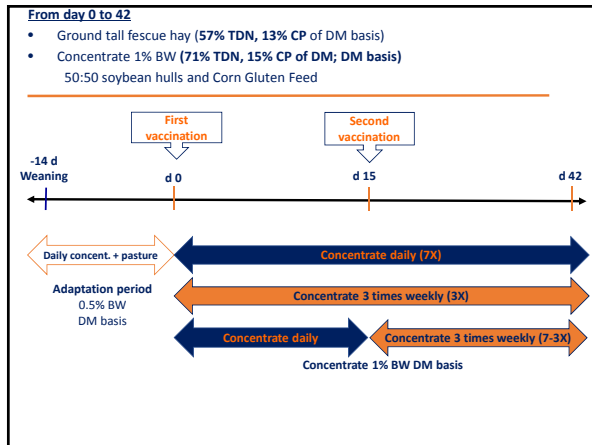 From day 0 to 42
• Ground tall fescue hay (57% TDN, 13% CP of DM basis)
• Concentrate 1% BW (71% TDN, 15% CP of DM; DM basis)
50:50 soybean hulls and Corn Gluten Feed
First
vaccination
Second
vaccination
-14 d
Weaning
d 0
d 15
d 42
Daily concent. + pasture
Concentrate daily (7X)
Adaptation period
0.5% BW
DM basis
Concentrate 3 times weekly (3X)
Concentrate daily
Concentrate 3 times weekly (7-3X)
Concentrate 1% BW DM basis